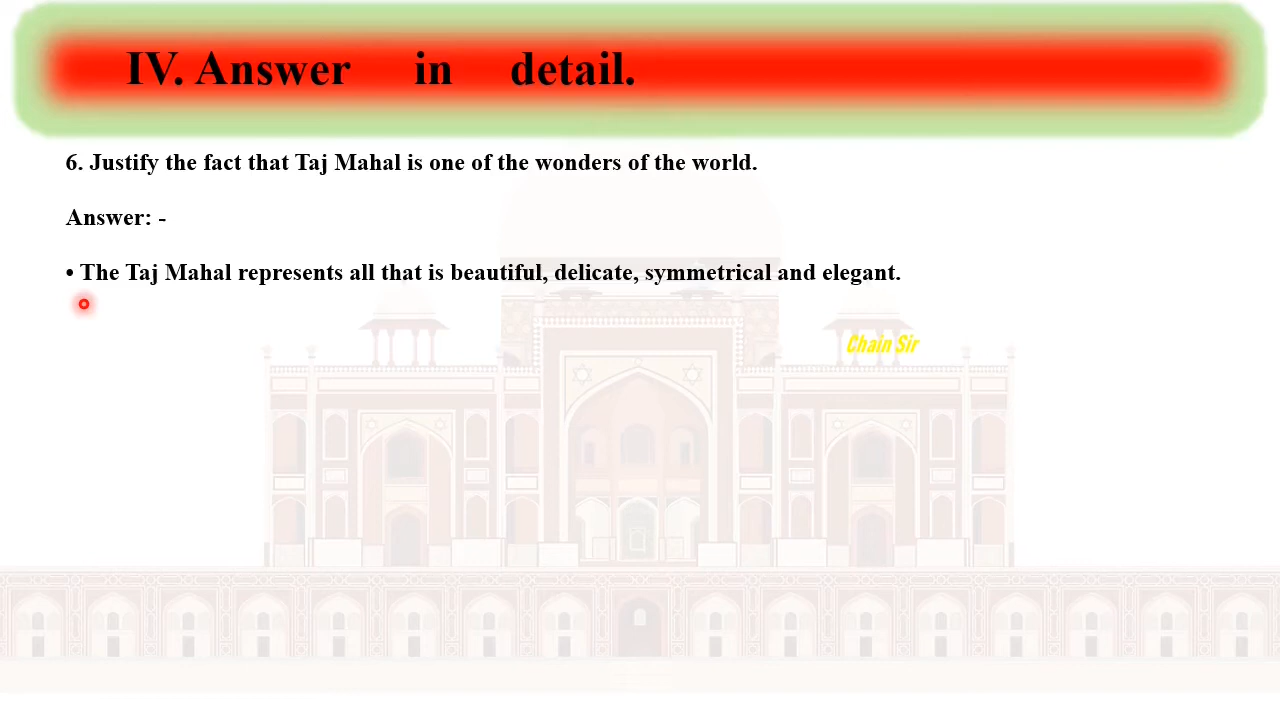 IV. Answer in detail.
6. Justify the fact that Taj Mahal is one of the wonders of the world.
Answer: -
• The Taj Mahal represents all that is beautiful, delicate, symmetrical and elegant.
Chain Sir